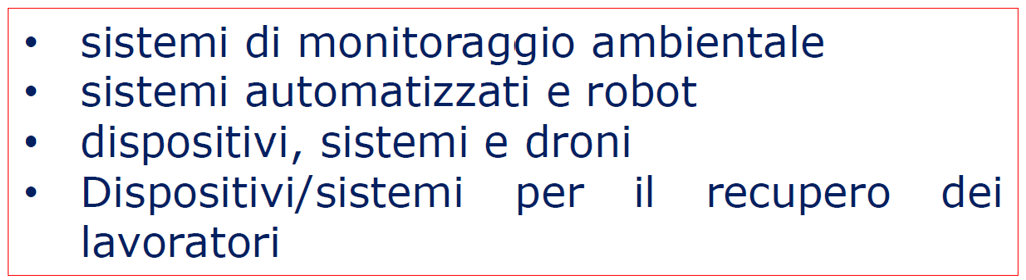 • sistemi di monitoraggio ambientale
• sistemi automatizzati e robot
• dispositivi, sistemi e droni
• Dispositivi/sistemi per il recupero dei
lavoratori